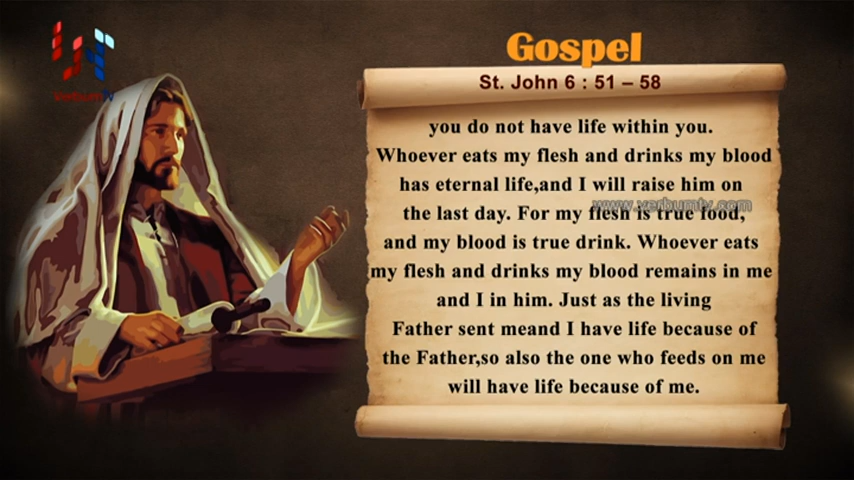 VerbumTV
Gospel
St. John 6 : 51 – 58
you do not have life within you.
Whoever eats my flesh and drinks my blood
has eternal life,and I will raise him on
www.verbumtv.com
the last day. For my flesh is true food,
and my blood is true drink. Whoever eats
my flesh and drinks my blood remains in me
and I in him. Just as the living
Father sent meand I have life because of
the Father,so also the one who feeds on me
will have life because of me.